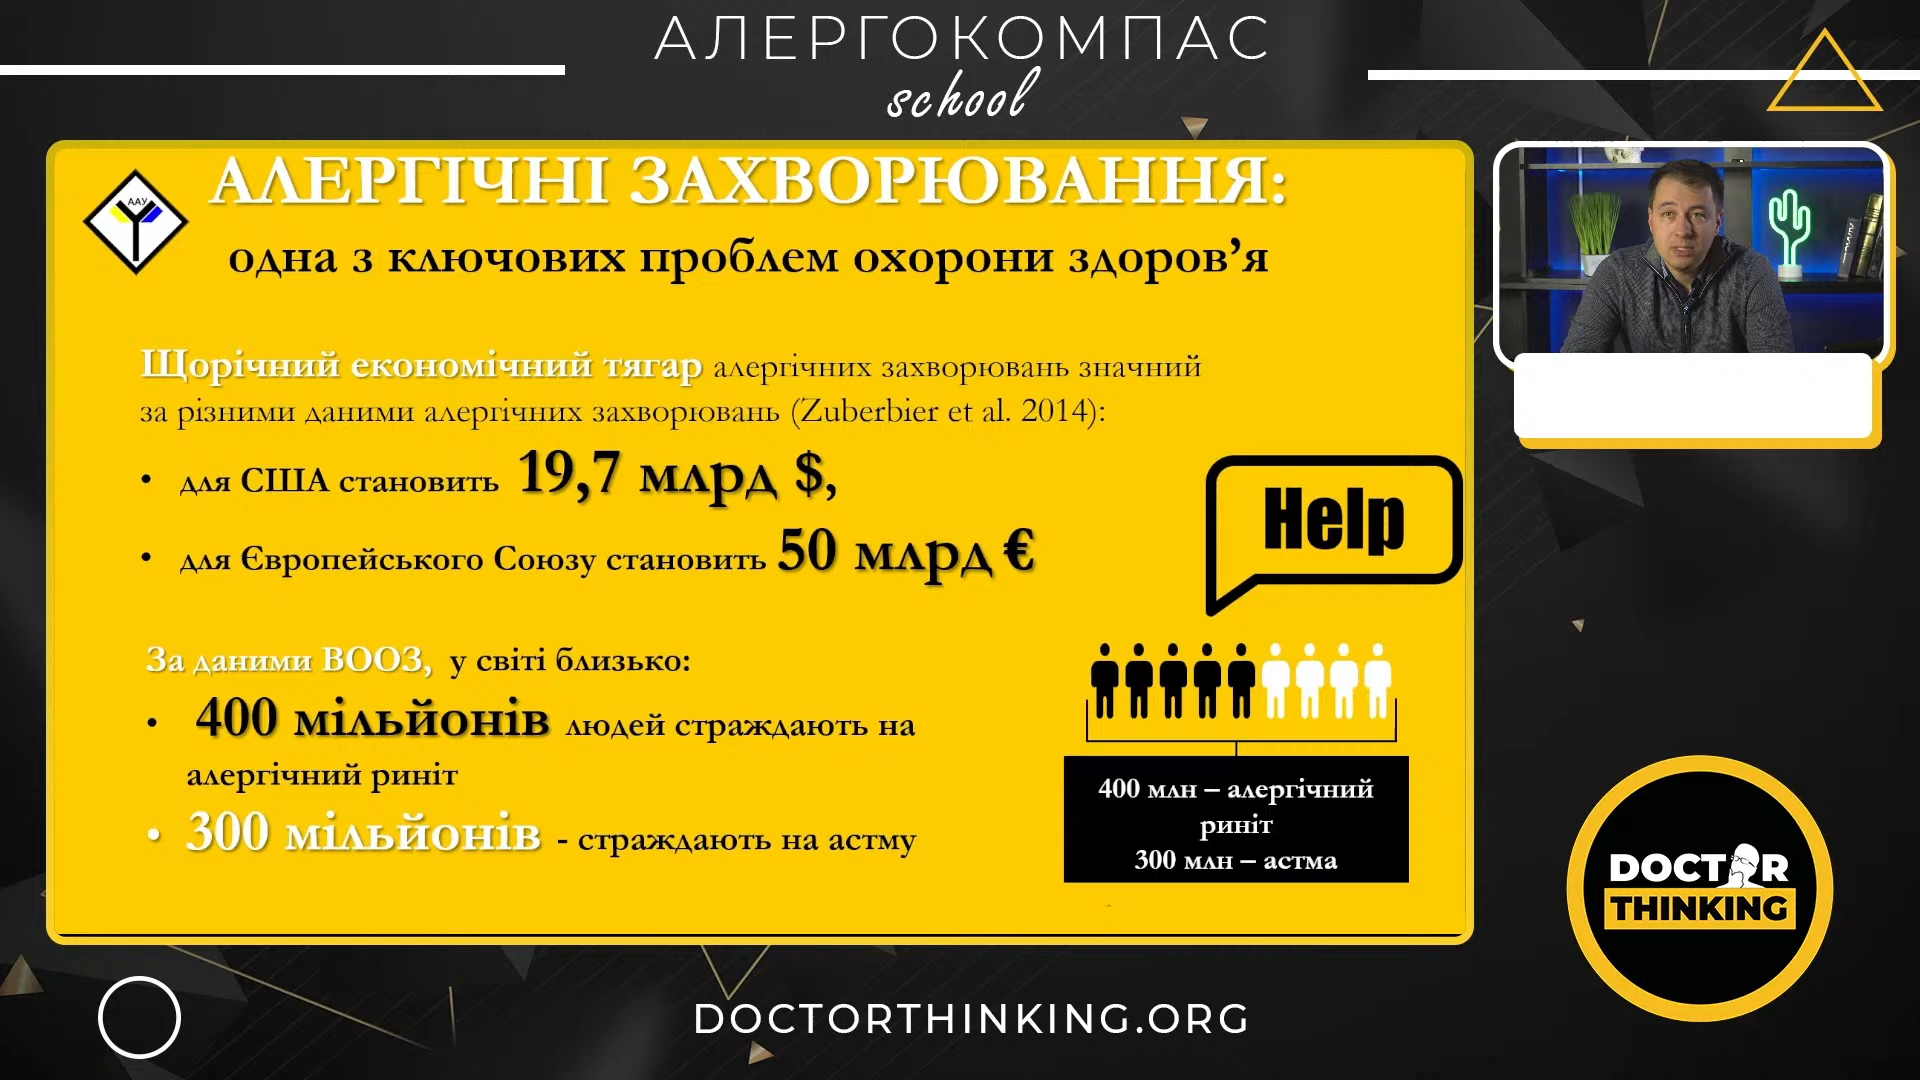 АЛЕРГОКОМПАС
school
ААУ
АЛЕРГІЧНІ ЗАХВОРЮВАННЯ:
одна з ключових проблем охорони здоров’я
Щорічний економічний тягар алергічних захворювань значний
за різними даними алергічних захворювань (Zuberbier et al. 2014):
• для США становить 19,7 млрд $,
• для Європейського Союзу становить 50 млрд €
Help
За даними ВООЗ, у світі близько:
• 400 мільйонів людей страждають на
алергічний риніт
• 300 мільйонів - страждають на астму
400 млн – алергічний
риніт
300 млн – астма
DOCTOR
THINKING
DOCTORTHINKING.ORG